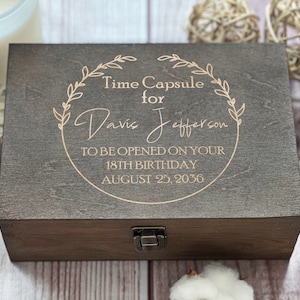 Time Capsule
for
Davis Jefferson
TO BE OPENED ON YOUR
18TH BIRTHDAY
AUGUST 25, 2036